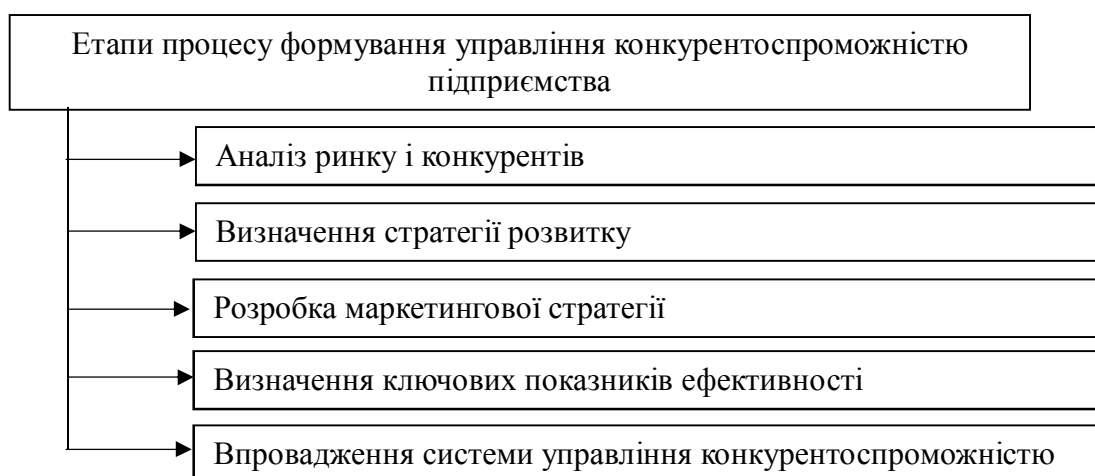 Етапи процесу формування управління конкурентоспроможністю
підприємства
Аналіз ринку і конкурентів
Визначення стратегії розвитку
Розробка маркетингової стратегії
Визначення ключових показників ефективності
Впровадження системи управління конкурентоспроможністю